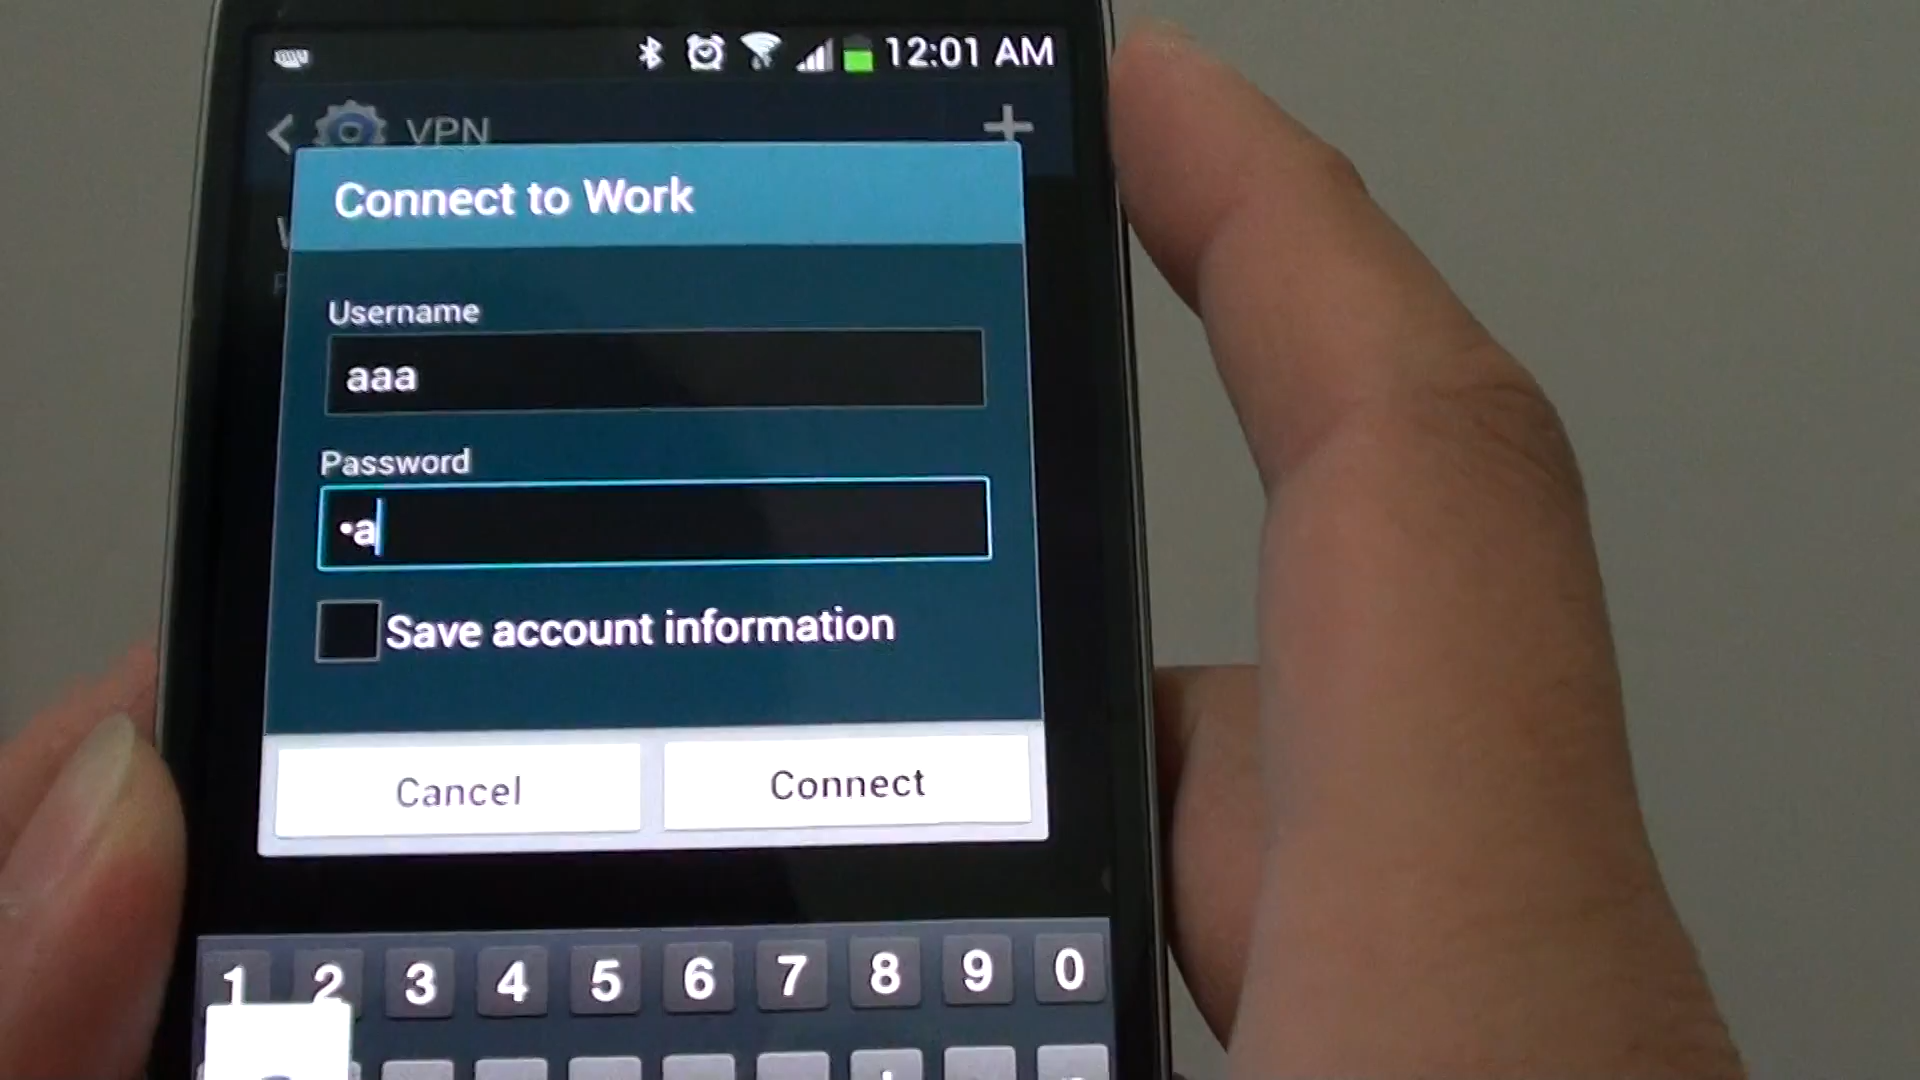 12:01 AM
VPN
Connect to Work
Username
aaa
Password
•a
Save account information
Cancel
Connect
1 2 3 4 5 6 7 8 9 0